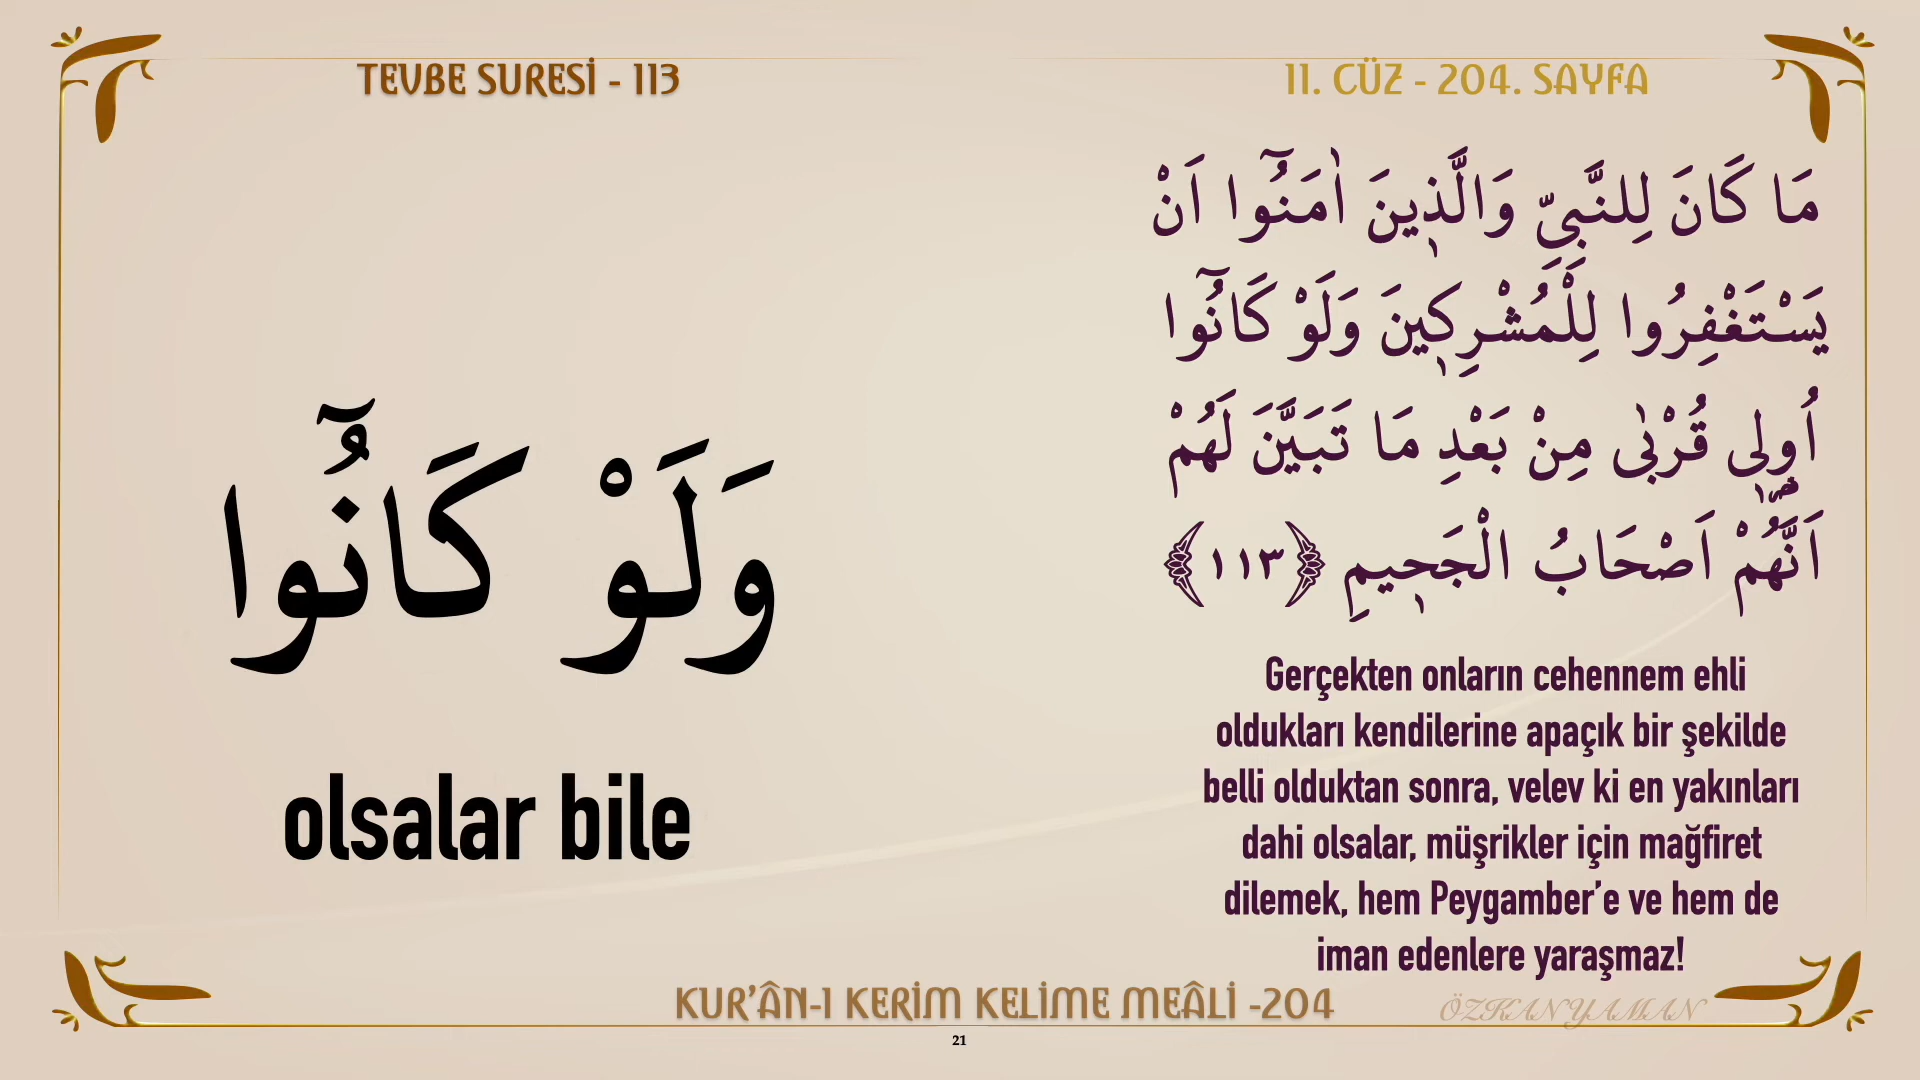 TEVBE SURESİ - 113
11. CÜZ - 204. SAYFA
وَلَوْ كَانُٓوا
olsalar bile
مَا كَانَ لِلنَّبِيِّ وَالَّذ۪ينَ اٰمَنُٓوا اَنْ
يَسْتَغْفِرُوا لِلْمُشْرِك۪ينَ وَلَوْ كَانُٓوا
اُو۬لٖى قُرْبٰى مِنْ بَعْدِ مَا تَبَيَّنَ لَهُمْ
اَنَّهُمْ اَصْحَابُ الْجَح۪يمِ ﴿١١٣﴾
Gerçekten onların cehennem ehli
oldukları kendilerine apaçık bir şekilde
belli olduktan sonra, velev ki en yakınları
dahi olsalar, müşrikler için mağfiret
dilemek, hem Peygamber’e ve hem de
iman edenlere yaraşmaz!
KUR’ÂN-I KERİM KELİME MEÂLİ -204
ÖZKAN YAMAN
21